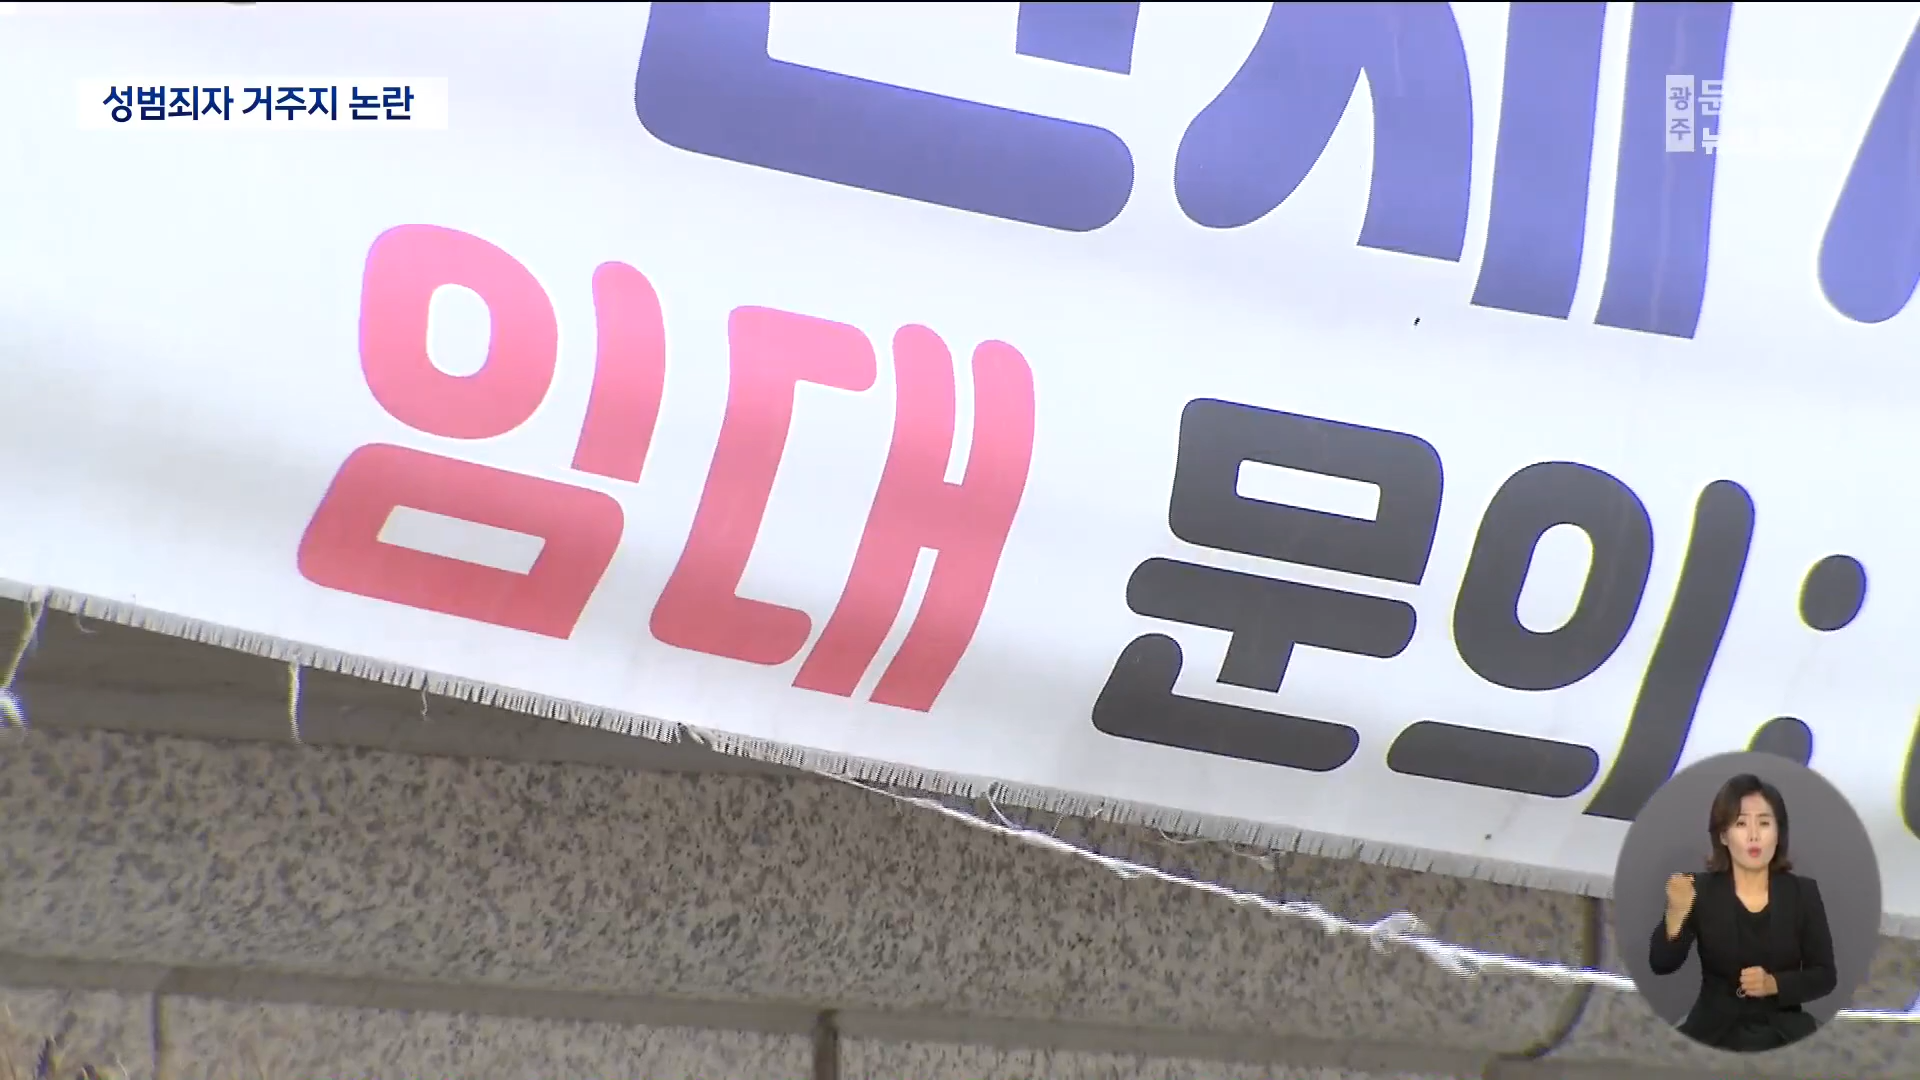 성범죄자 거주지 논란
광주
임대 문의: